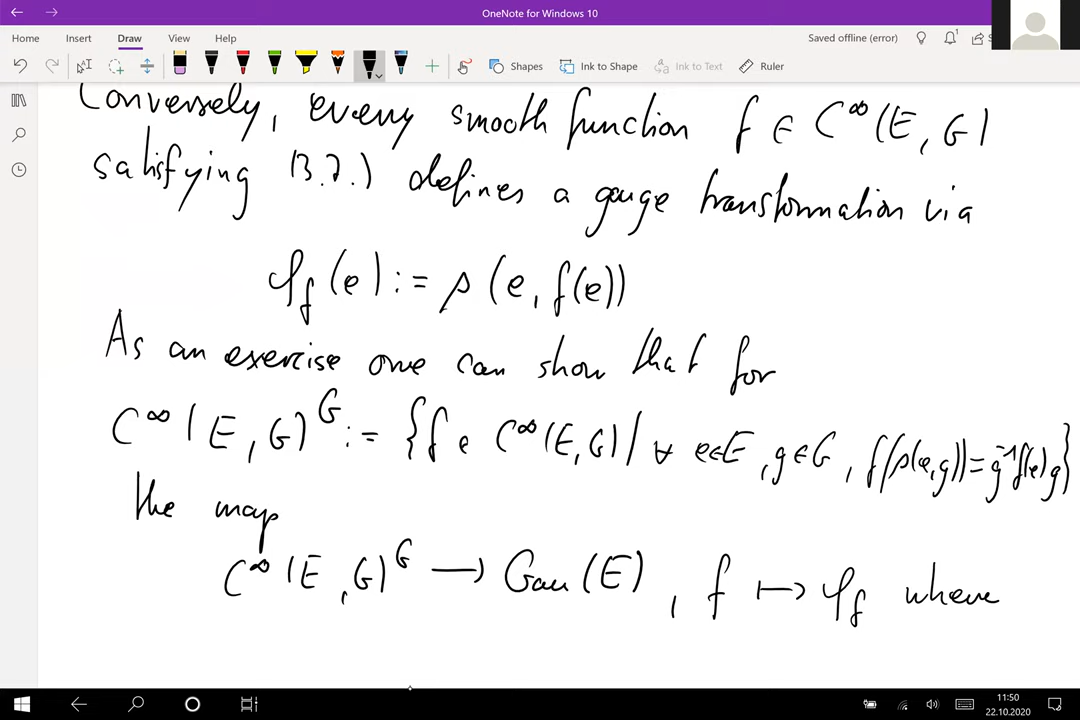 OneNote for Windows 10
Home Insert Draw View Help Saved offline (error)
Shapes Ink to Shape Ink to Text Ruler
Conversely, every smooth function f ∈ C^∞(E, G)
satisfying (3.2.) defines a gauge transformation via
φ_f(e) := ρ(e, f(e))
As an exercise one can show that for
C^∞(E, G)^G := {f ∈ C^∞(E, G) | ∀ e∈E, g∈G, f(ρ(e,g)) = g^{-1} f(e) g}
the map
C^∞(E, G)^G → Gau(E), f ↦ φ_f where
11:50
22.10.2020